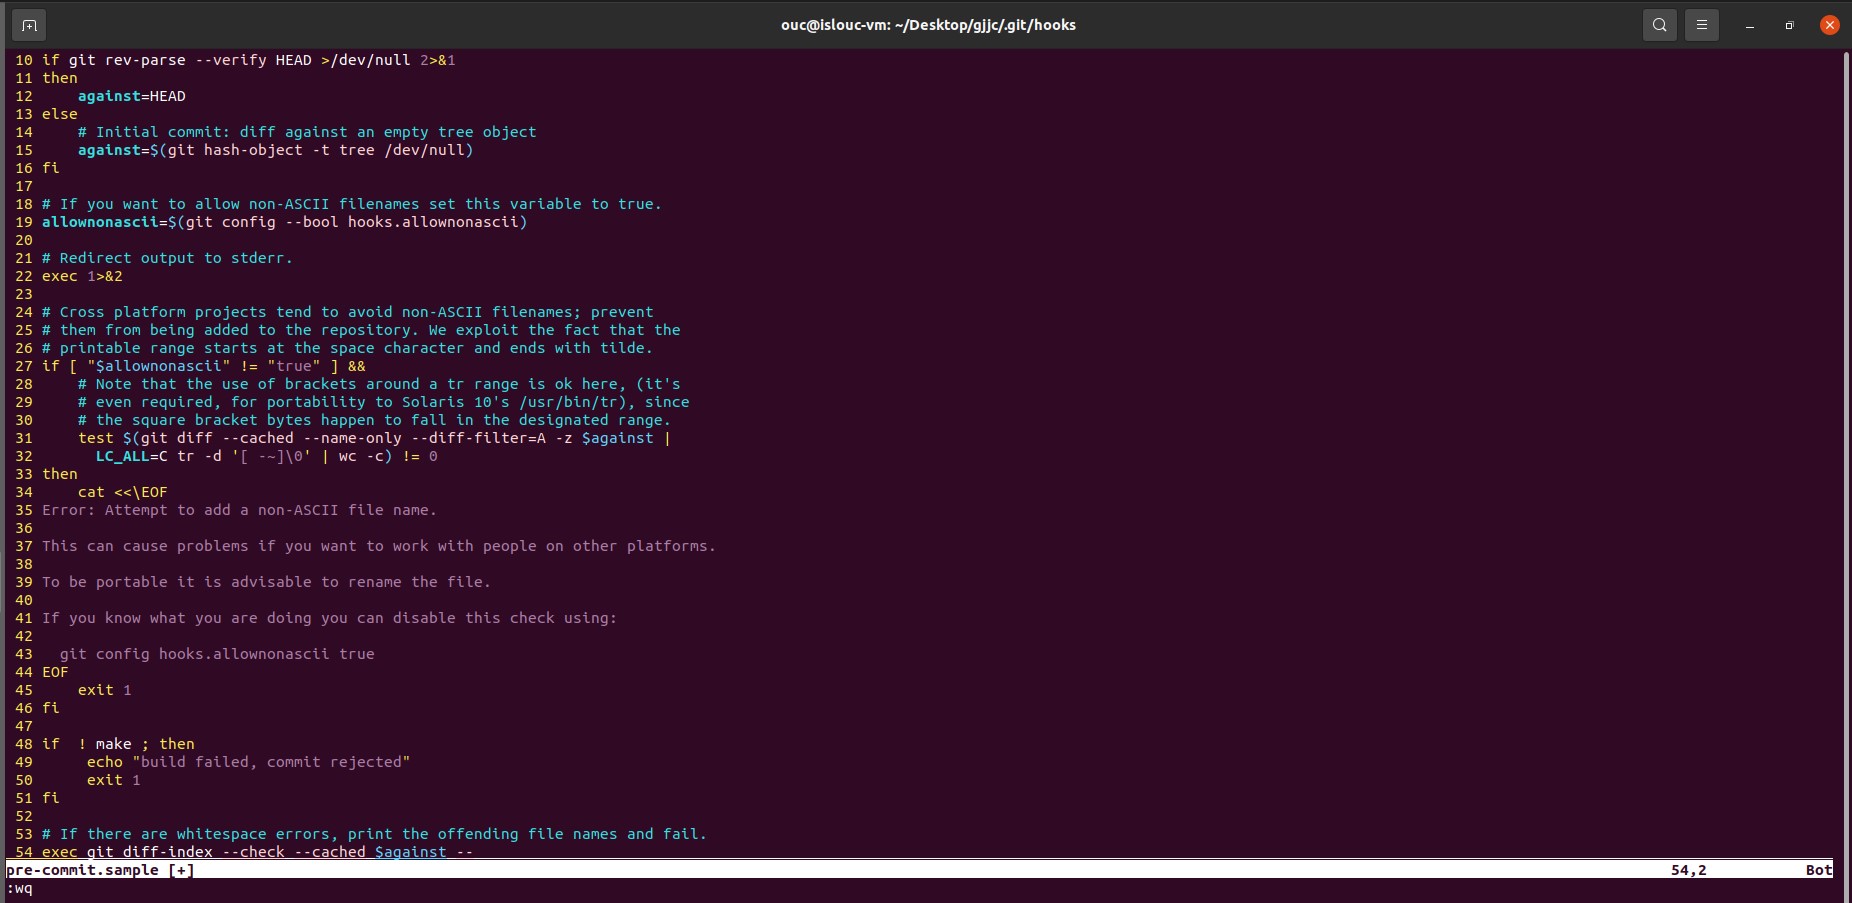 ouc@islouc-vm: ~/Desktop/gjjc/.git/hooks
10 if git rev-parse --verify HEAD >/dev/null 2>&1
11 then
12     against=HEAD
13 else
14     # Initial commit: diff against an empty tree object
15     against=$(git hash-object -t tree /dev/null)
16 fi
17
18 # If you want to allow non-ASCII filenames set this variable to true.
19 allownonascii=$(git config --bool hooks.allownonascii)
20
21 # Redirect output to stderr.
22 exec 1>&2
23
24 # Cross platform projects tend to avoid non-ASCII filenames; prevent
25 # them from being added to the repository. We exploit the fact that the
26 # printable range starts at the space character and ends with tilde.
27 if [ "$allownonascii" != "true" ] &&
28     # Note that the use of brackets around a tr range is ok here, (it's
29     # even required, for portability to Solaris 10's /usr/bin/tr), since
30     # the square bracket bytes happen to fall in the designated range.
31     test $(git diff --cached --name-only --diff-filter=A -z $against |
32       LC_ALL=C tr -d '[ -~]\0' | wc -c) != 0
33 then
34     cat <<\EOF
35 Error: Attempt to add a non-ASCII file name.
36
37 This can cause problems if you want to work with people on other platforms.
38
39 To be portable it is advisable to rename the file.
40
41 If you know what you are doing you can disable this check using:
42
43   git config hooks.allownonascii true
44 EOF
45     exit 1
46 fi
47
48 if  ! make ; then
49      echo "build failed, commit rejected"
50      exit 1
51 fi
52
53 # If there are whitespace errors, print the offending file names and fail.
54 exec git diff-index --check --cached $against --
pre-commit.sample [+] 54,2 Bot
:wq